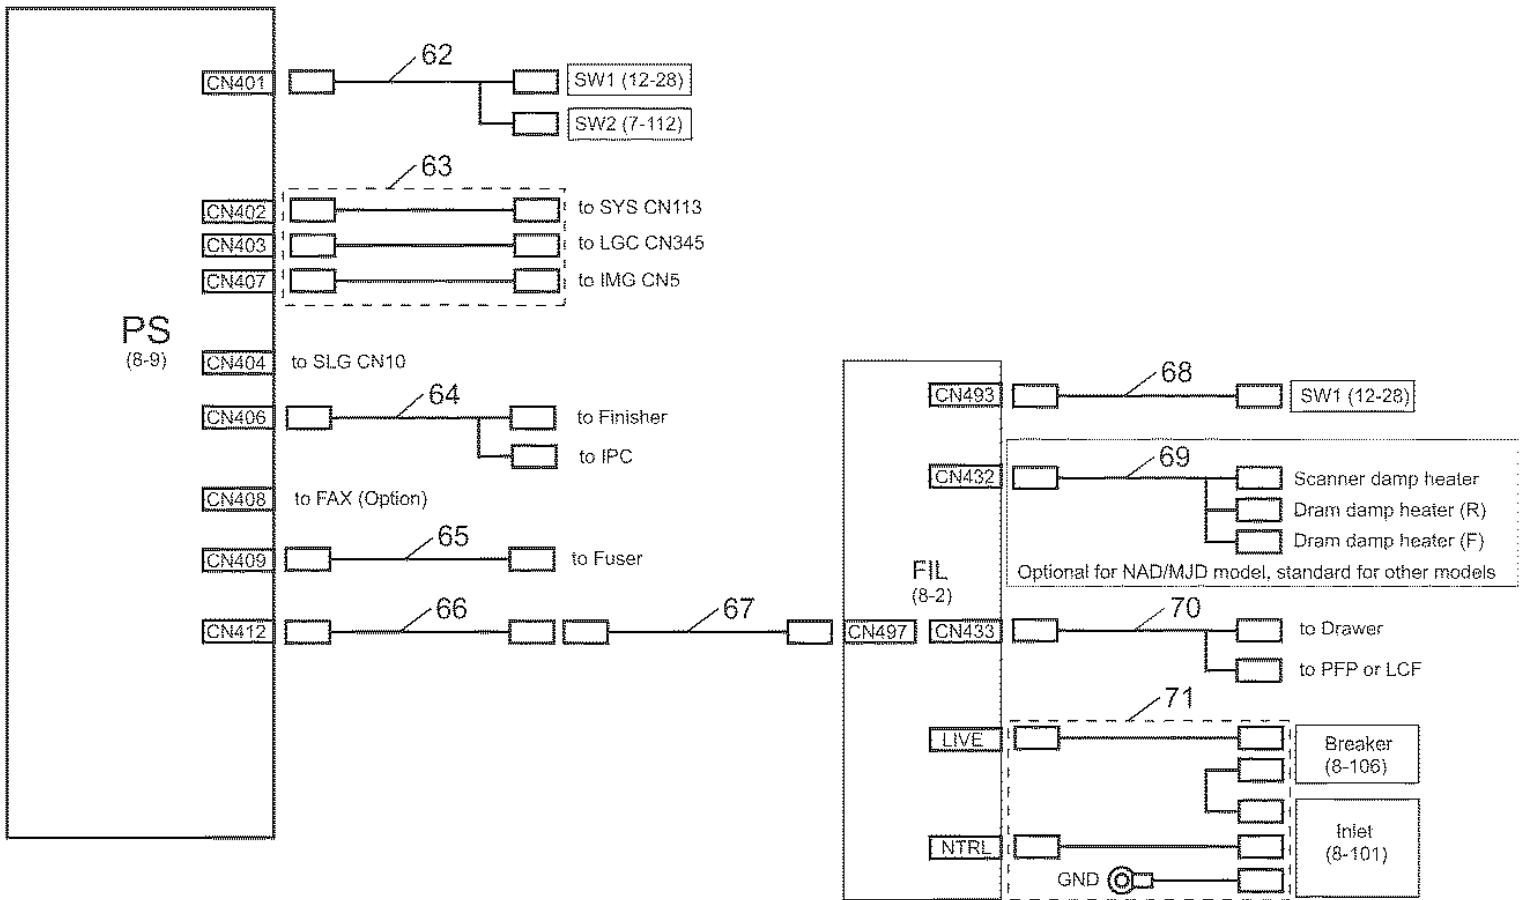 62
CN401
SW1 (12-28)
SW2 (7-112)
63
CN402
to SYS CN113
CN403
to LGC CN345
CN407
to IMG CN5
PS
(8-9)
CN404
to SLG CN10
64
CN406
to Finisher
to IPC
CN408
to FAX (Option)
65
CN409
to Fuser
66
67
CN412
FIL
(8-2)
CN497
68
CN493
SW1 (12-28)
69
CN432
Scanner damp heater
Dram damp heater (R)
Dram damp heater (F)
Optional for NAD/MJD model, standard for other models
70
CN433
to Drawer
to PFP or LCF
71
LIVE
Breaker
(8-106)
NTRL
Inlet
(8-101)
GND